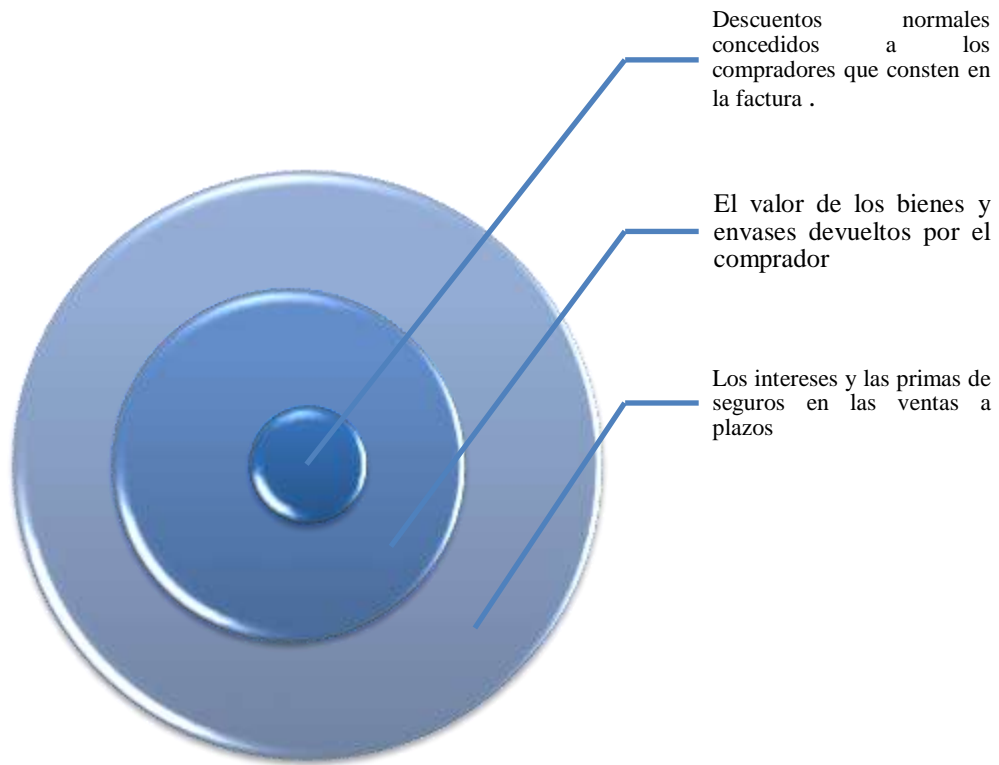 Descuentos normales
concedidos a los
compradores que consten en
la factura .
El valor de los bienes y
envases devueltos por el
comprador
Los intereses y las primas de
seguros en las ventas a
plazos